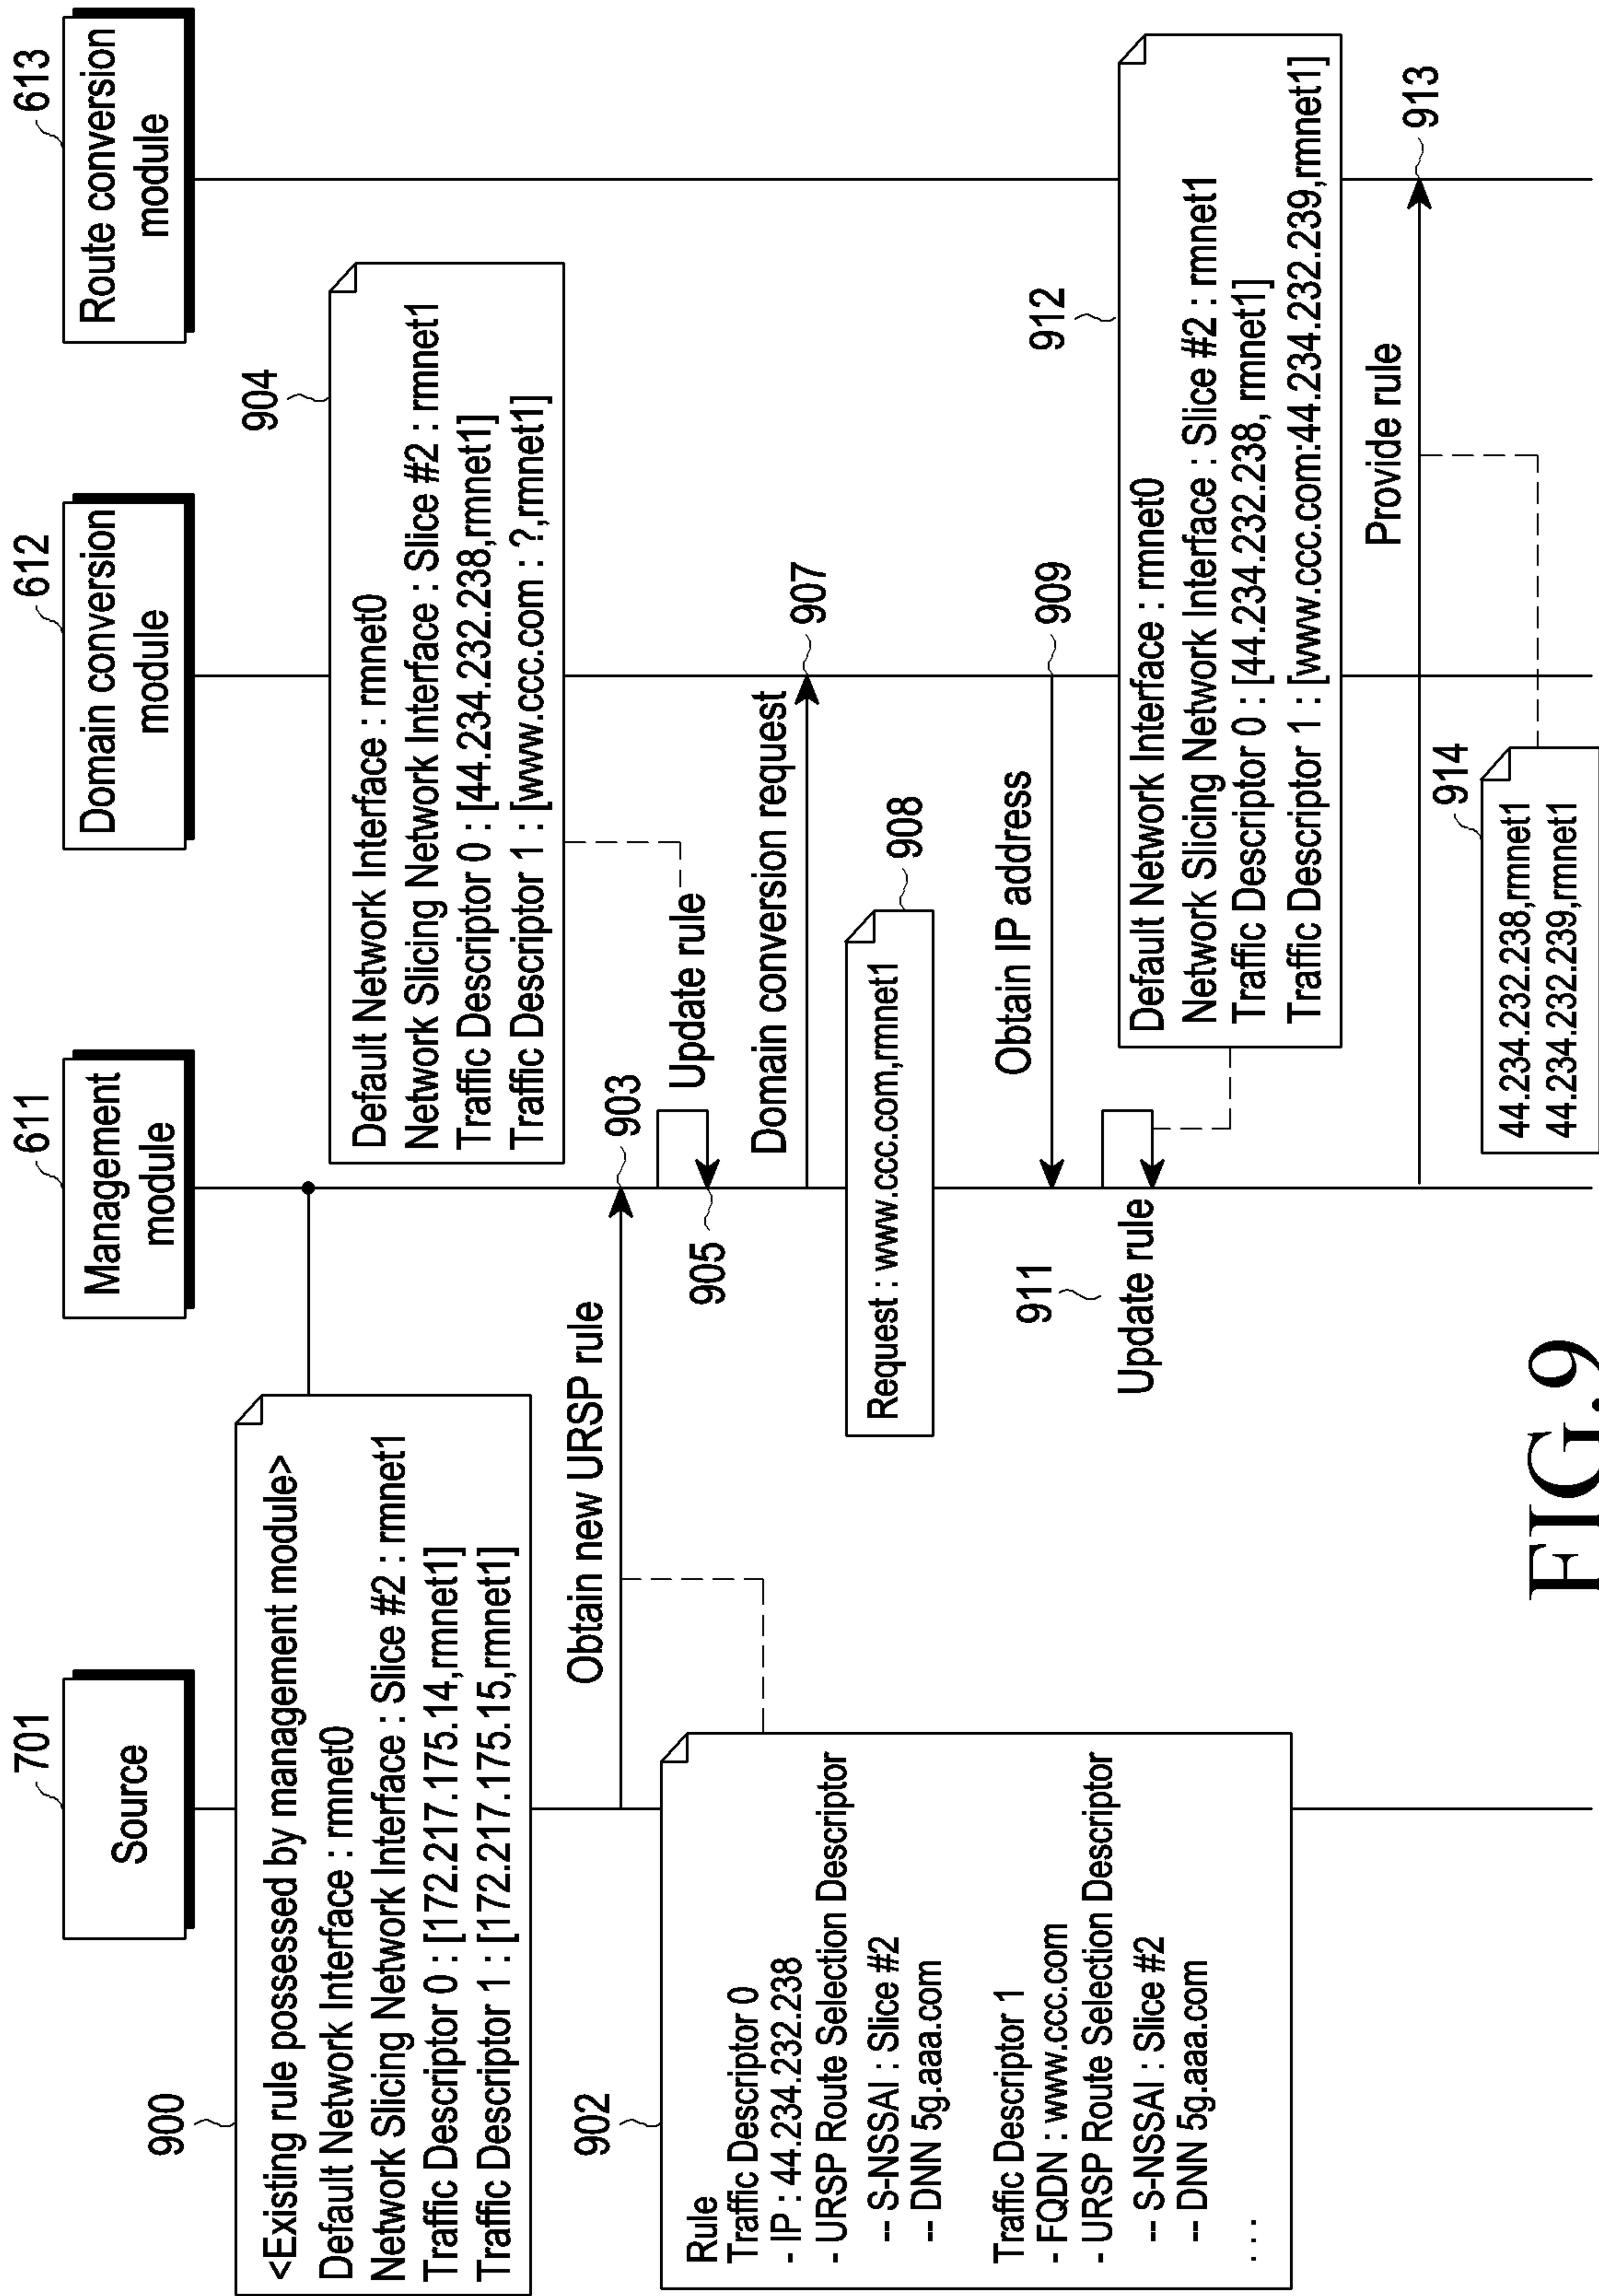 701
Source
611
Management
module
612
Domain conversion
module
613
Route conversion
module
900
<Existing rule possessed by management module>
Default Network Interface : rmnet0
Network Slicing Network Interface : Slice #2 : rmnet1
Traffic Descriptor 0 : [172.217.175.14,rmnet1]
Traffic Descriptor 1 : [172.217.175.15,rmnet1]
904
Default Network Interface : rmnet0
Network Slicing Network Interface : Slice #2 : rmnet1
Traffic Descriptor 0 : [44.234.232.238,rmnet1]
Traffic Descriptor 1 : [www.ccc.com : ?,rmnet1]
Obtain new URSP rule
903
902
Rule
Traffic Descriptor 0
- IP : 44.234.232.238
- URSP Route Selection Descriptor
-- S-NSSAI : Slice #2
-- DNN 5g.aaa.com
Traffic Descriptor 1
- FQDN : www.ccc.com
- URSP Route Selection Descriptor
-- S-NSSAI : Slice #2
-- DNN 5g.aaa.com
. . .
905
Update rule
Domain conversion request
907
Request : www.ccc.com,rmnet1
908
Obtain IP address
909
911
Update rule
912
Default Network Interface : rmnet0
Network Slicing Network Interface : Slice #2 : rmnet1
Traffic Descriptor 0 : [44.234.232.238, rmnet1]
Traffic Descriptor 1 : [www.ccc.com:44.234.232.239,rmnet1]
Provide rule
913
914
44.234.232.238,rmnet1
44.234.232.239,rmnet1
FIG.9